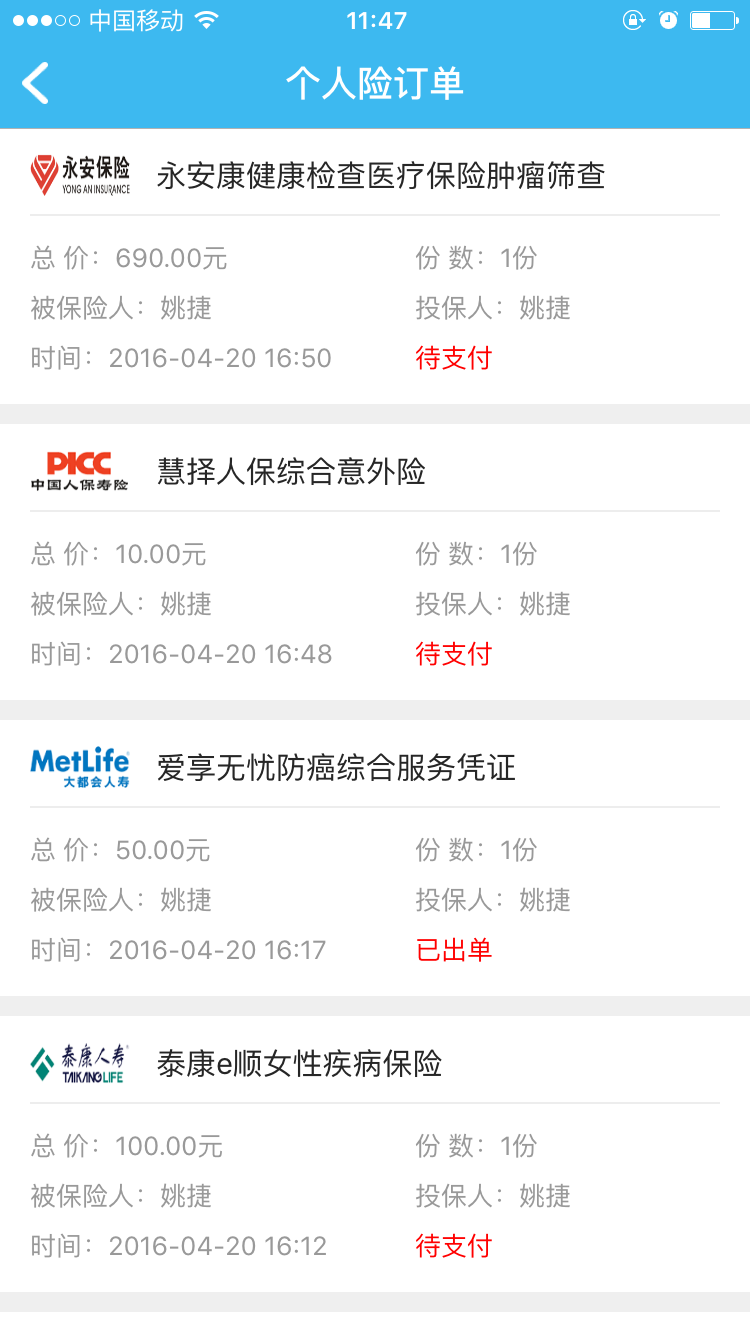 中国移动 11:47
个人险订单
永安保险 永安康健康检查医疗保险肿瘤筛查
YONG AN INSURANCE
总 价：690.00元 份 数：1份
被保险人：姚捷 投保人：姚捷
时间：2016-04-20 16:50 待支付
PICC 慧择人保综合意外险
中国人保寿险
总 价：10.00元 份 数：1份
被保险人：姚捷 投保人：姚捷
时间：2016-04-20 16:48 待支付
MetLife 爱享无忧防癌综合服务凭证
大都会人寿
总 价：50.00元 份 数：1份
被保险人：姚捷 投保人：姚捷
时间：2016-04-20 16:17 已出单
泰康人寿 泰康e顺女性疾病保险
TAIKANG LIFE
总 价：100.00元 份 数：1份
被保险人：姚捷 投保人：姚捷
时间：2016-04-20 16:12 待支付